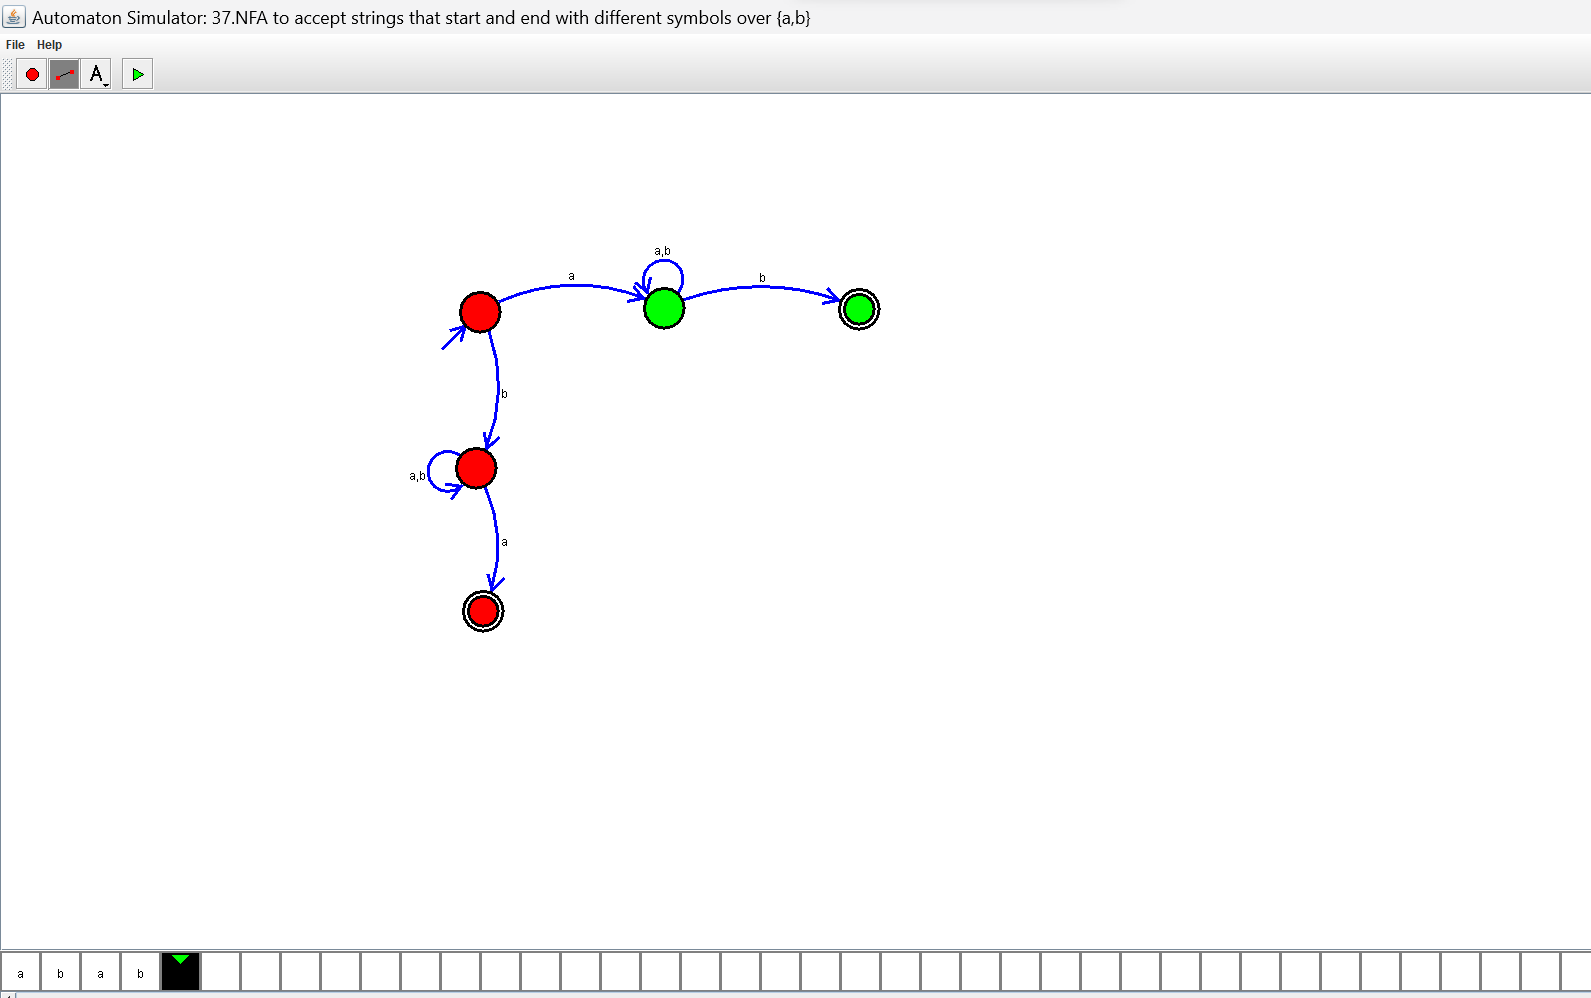 Automaton Simulator: 37.NFA to accept strings that start and end with different symbols over {a,b}
File Help
A
a,b
a b
b
a,b
a
a b a b